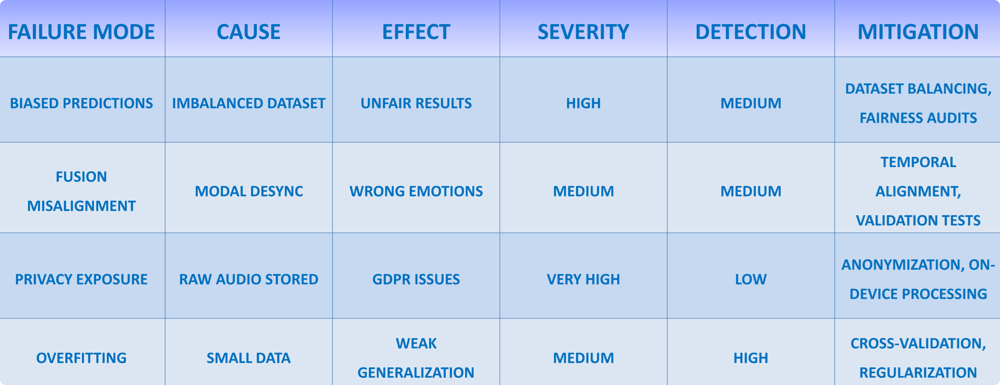 FAILURE MODE
CAUSE
EFFECT
SEVERITY
DETECTION
MITIGATION
BIASED PREDICTIONS
IMBALANCED DATASET
UNFAIR RESULTS
HIGH
MEDIUM
DATASET BALANCING,
FAIRNESS AUDITS
FUSION
MISALIGNMENT
MODAL DESYNC
WRONG EMOTIONS
MEDIUM
MEDIUM
TEMPORAL
ALIGNMENT,
VALIDATION TESTS
PRIVACY EXPOSURE
RAW AUDIO STORED
GDPR ISSUES
VERY HIGH
LOW
ANONYMIZATION, ON-
DEVICE PROCESSING
OVERFITTING
SMALL DATA
WEAK
GENERALIZATION
MEDIUM
HIGH
CROSS-VALIDATION,
REGULARIZATION